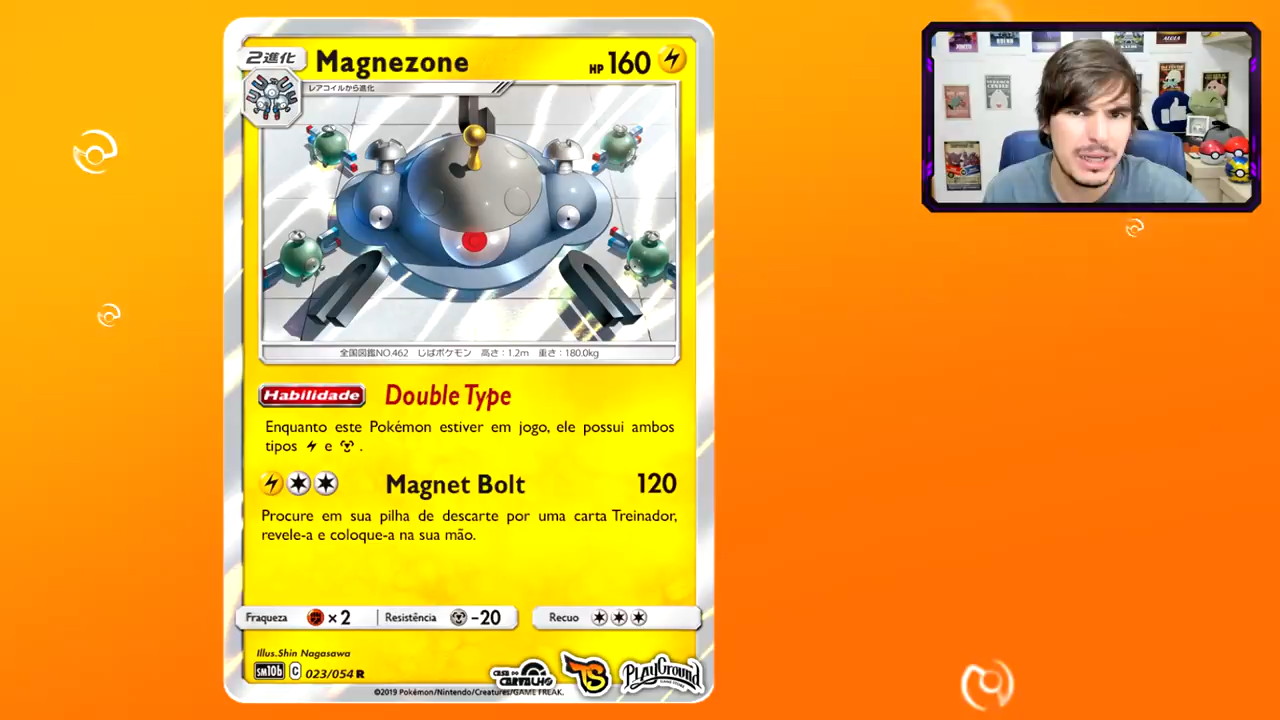 2進化 Magnezone HP 160
レアコイルから進化
全国図鑑NO.462 じばポケモン 高さ：1.2m 重さ：180.0kg
Habilidade Double Type
Enquanto este Pokémon estiver em jogo, ele possui ambos
tipos e .
Magnet Bolt 120
Procure em sua pilha de descarte por uma carta Treinador,
revele-a e coloque-a na sua mão.
Fraqueza ×2 Resistência -20 Recuo
Illus.Shin Nagasawa
SM10b C 023/054 R
CASA DO CARVALHO TS PLAYGROUND
©2019 Pokémon/Nintendo/Creatures/GAME FREAK.